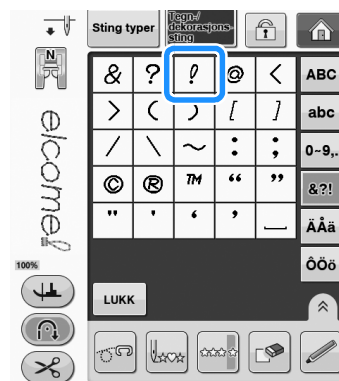 Sting typer
Tegn-/
dekorasjons-
sting
N
& ? ! @ < ABC
> ( ) [ ] abc
/ \ ~ : ; 0~9,.
© ® TM “ ” &?!
" ' ‘ ’ _ ÄÅä
ÔÖö
elcome!
100%
LUKK